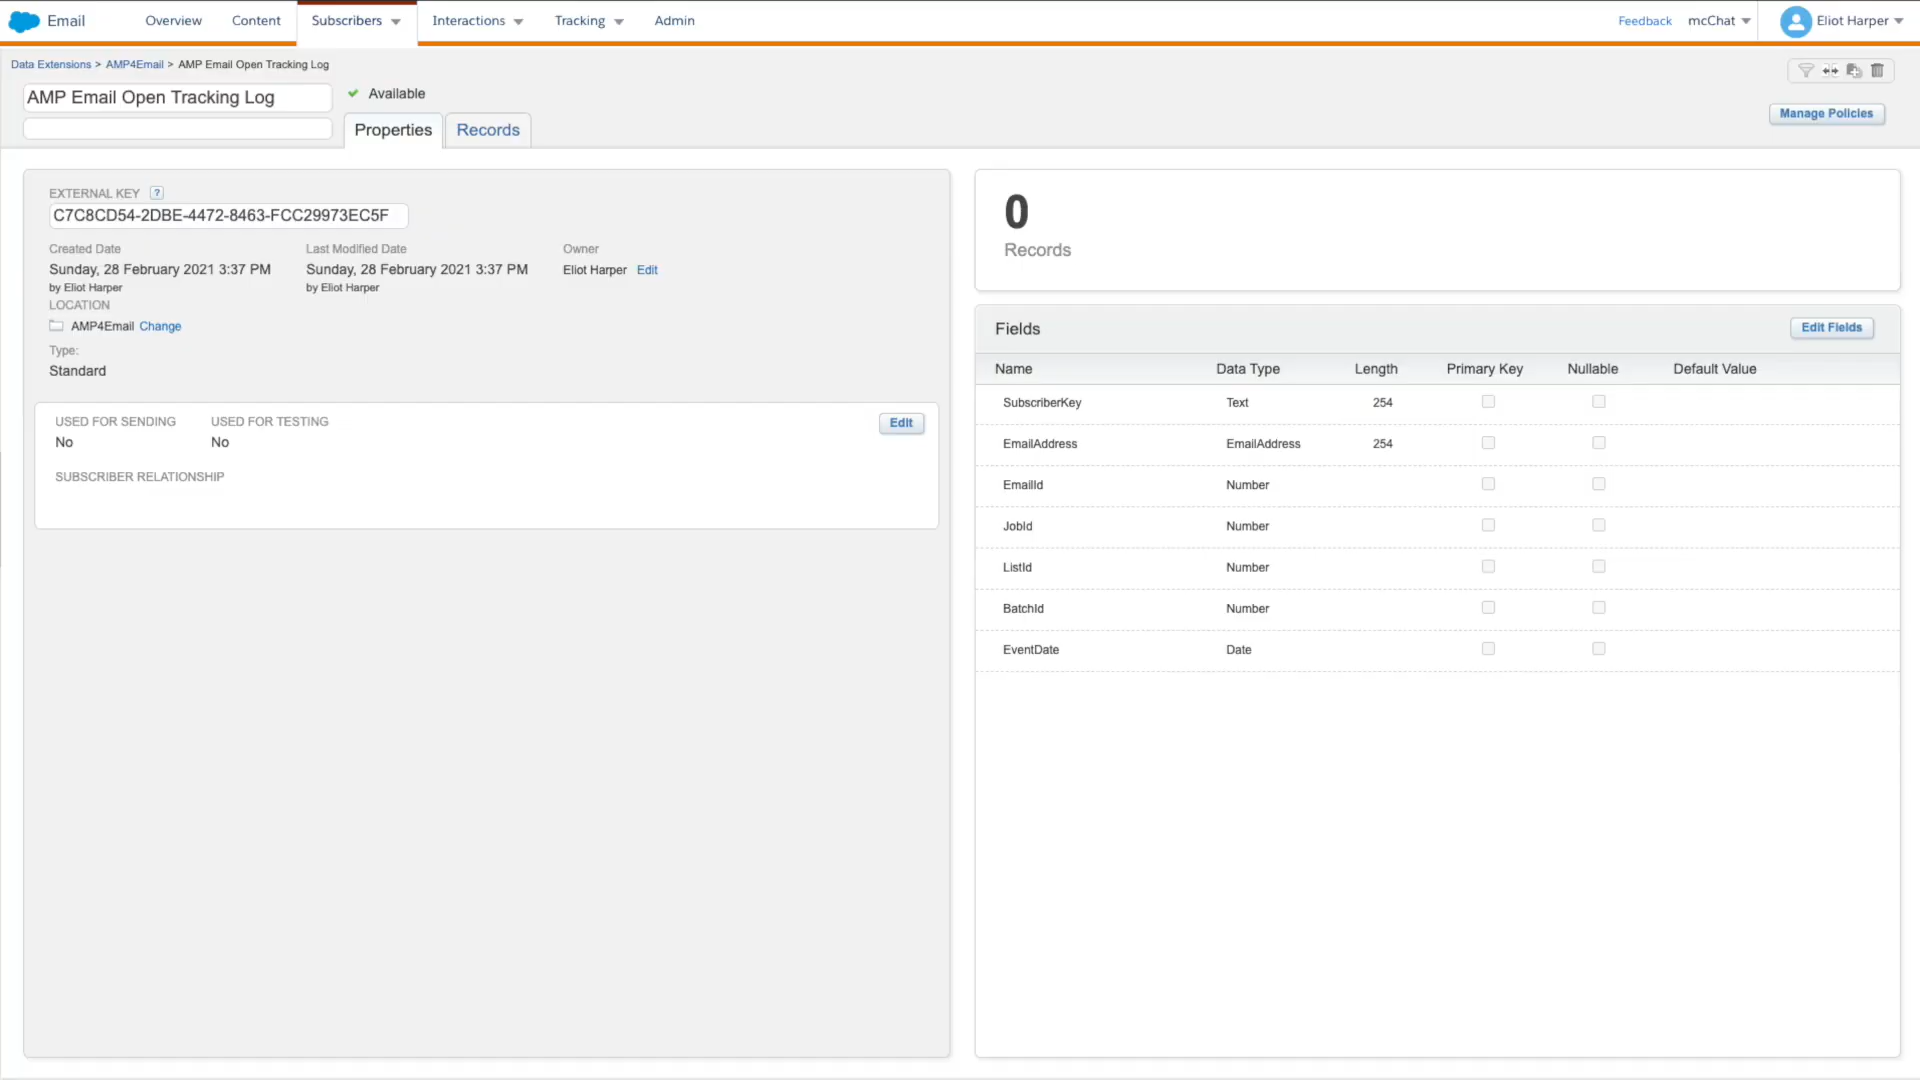 Email Overview Content Subscribers Interactions Tracking Admin Feedback mcChat Eliot Harper
Data Extensions > AMP4Email > AMP Email Open Tracking Log
AMP Email Open Tracking Log Available
Properties Records
Manage Policies
EXTERNAL KEY ?
C7C8CD54-2DBE-4472-8463-FCC29973EC5F
Created Date Last Modified Date Owner
Sunday, 28 February 2021 3:37 PM Sunday, 28 February 2021 3:37 PM Eliot Harper Edit
by Eliot Harper by Eliot Harper
LOCATION
AMP4Email Change
Type:
Standard
USED FOR SENDING USED FOR TESTING Edit
No No
SUBSCRIBER RELATIONSHIP
0
Records
Fields Edit Fields
Name Data Type Length Primary Key Nullable Default Value
SubscriberKey Text 254
EmailAddress EmailAddress 254
EmailId Number
JobId Number
ListId Number
BatchId Number
EventDate Date